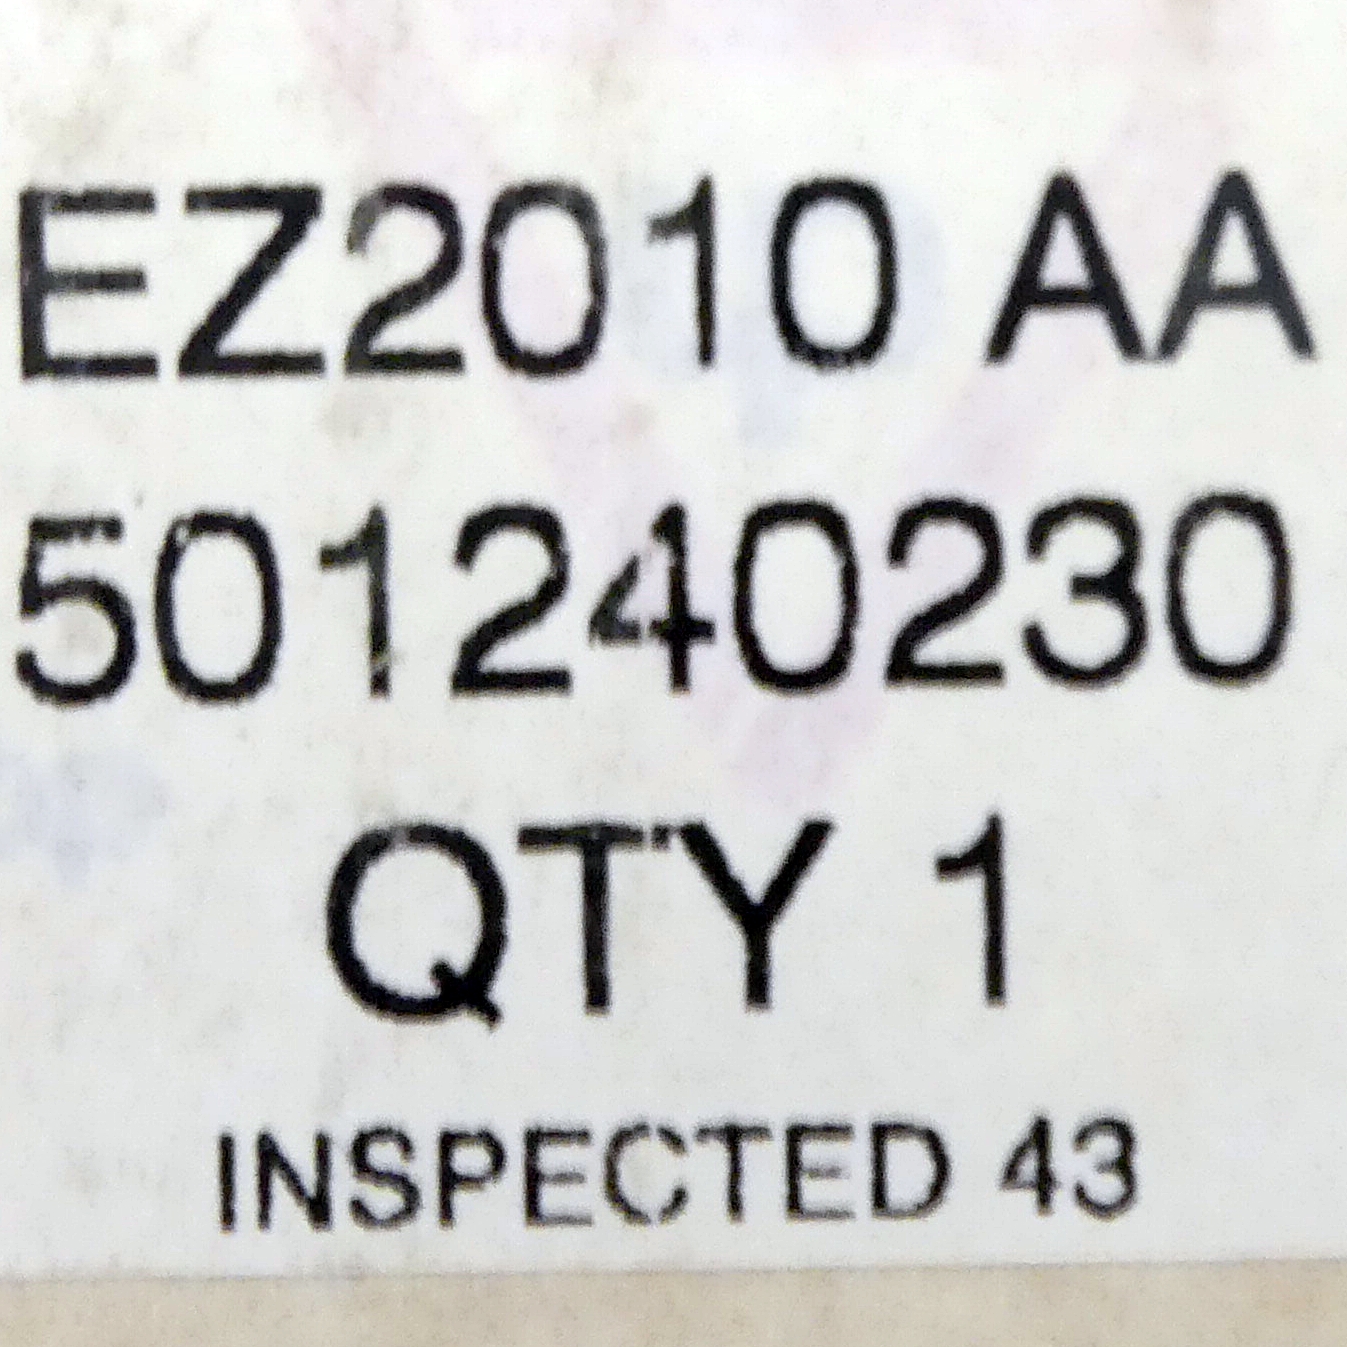 EZ2010 AA
501240230
QTY 1
INSPECTED 43